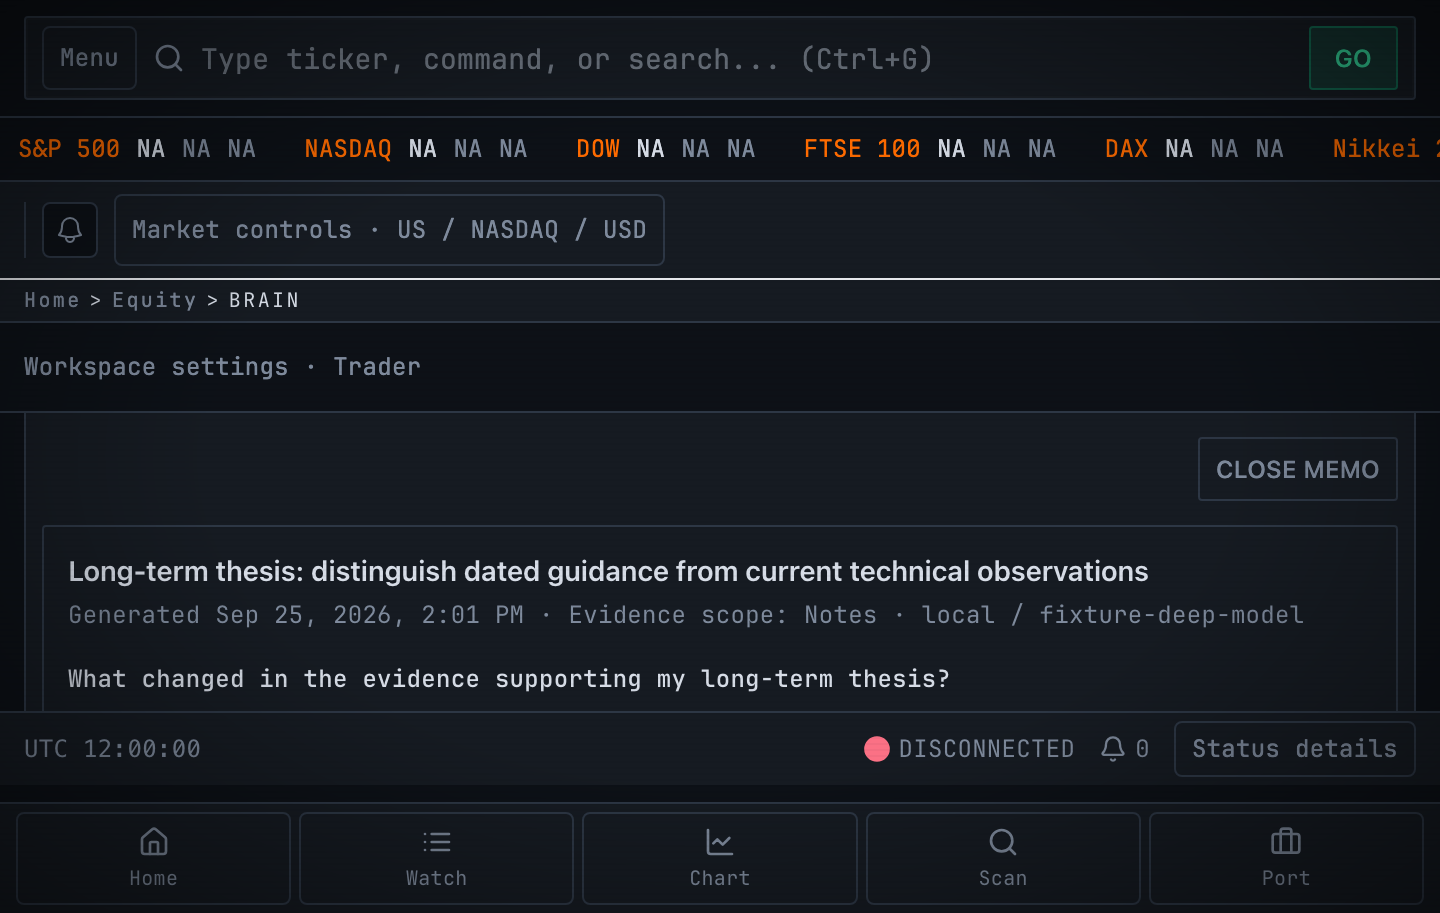 Menu Type ticker, command, or search... (Ctrl+G) GO
S&P 500 NA NA NA NASDAQ NA NA NA DOW NA NA NA FTSE 100 NA NA NA DAX NA NA NA Nikkei
Market controls · US / NASDAQ / USD
Home > Equity > BRAIN
Workspace settings · Trader
CLOSE MEMO
Long-term thesis: distinguish dated guidance from current technical observations
Generated Sep 25, 2026, 2:01 PM · Evidence scope: Notes · local / fixture-deep-model
What changed in the evidence supporting my long-term thesis?
UTC 12:00:00 DISCONNECTED 0 Status details
Home Watch Chart Scan Port